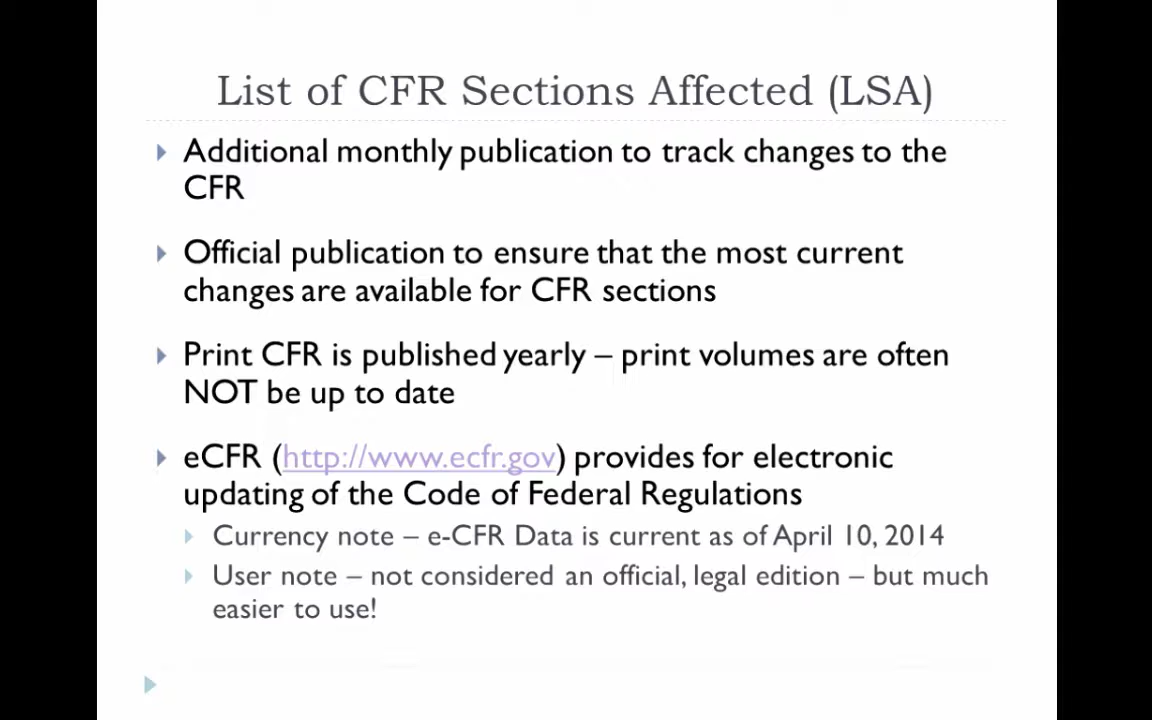 List of CFR Sections Affected (LSA)
Additional monthly publication to track changes to the
CFR
Official publication to ensure that the most current
changes are available for CFR sections
Print CFR is published yearly – print volumes are often
NOT be up to date
eCFR (http://www.ecfr.gov) provides for electronic
updating of the Code of Federal Regulations
Currency note – e-CFR Data is current as of April 10, 2014
User note – not considered an official, legal edition – but much
easier to use!